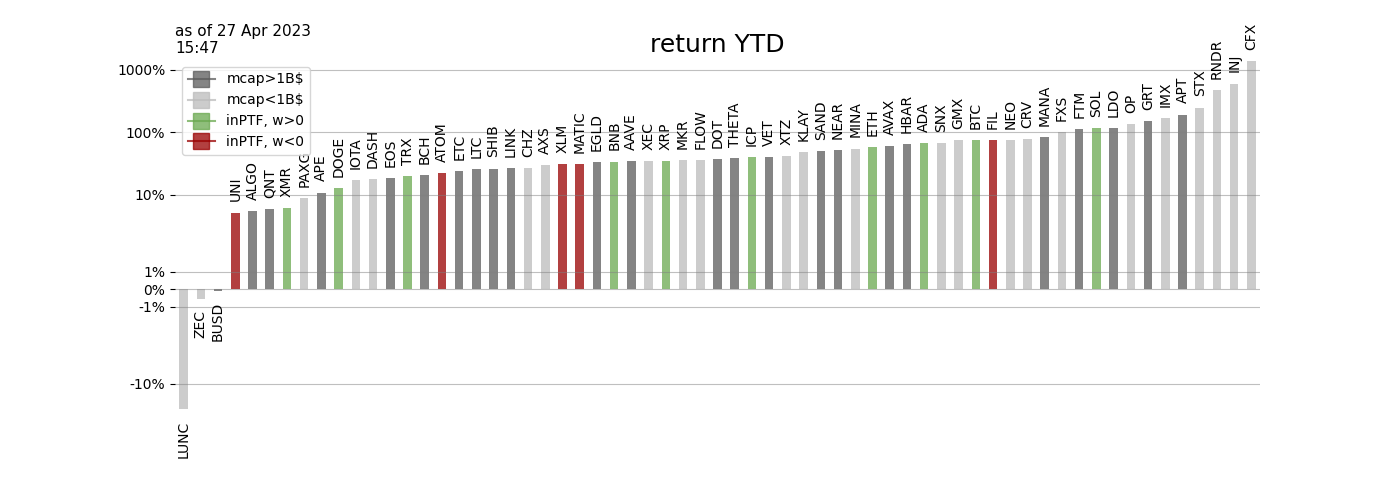 as of 27 Apr 2023
15:47
return YTD
1000%
100%
10%
1%
0%
-1%
-10%
mcap>1B$
mcap<1B$
inPTF, w>0
inPTF, w<0
LUNC
ZEC
BUSD
UNI
ALGO
QNT
XMR
PAXG
APE
DOGE
IOTA
DASH
EOS
TRX
BCH
ATOM
ETC
LTC
SHIB
LINK
CHZ
AXS
XLM
MATIC
EGLD
BNB
AAVE
XEC
XRP
MKR
FLOW
DOT
THETA
ICP
VET
XTZ
KLAY
SAND
NEAR
MINA
ETH
AVAX
HBAR
ADA
SNX
GMX
BTC
FIL
NEO
CRV
MANA
FXS
FTM
SOL
LDO
OP
GRT
IMX
APT
STX
RNDR
INJ
CFX